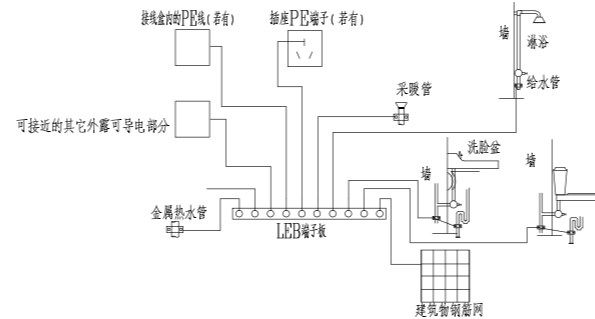 接线盒内的PE线(若有)
插座PE端子(若有)
墙
淋浴
给水管
采暖管
可接近的其它外露可导电部分
洗脸盆
墙
墙
金属热水管
LEB端子板
建筑物钢筋网